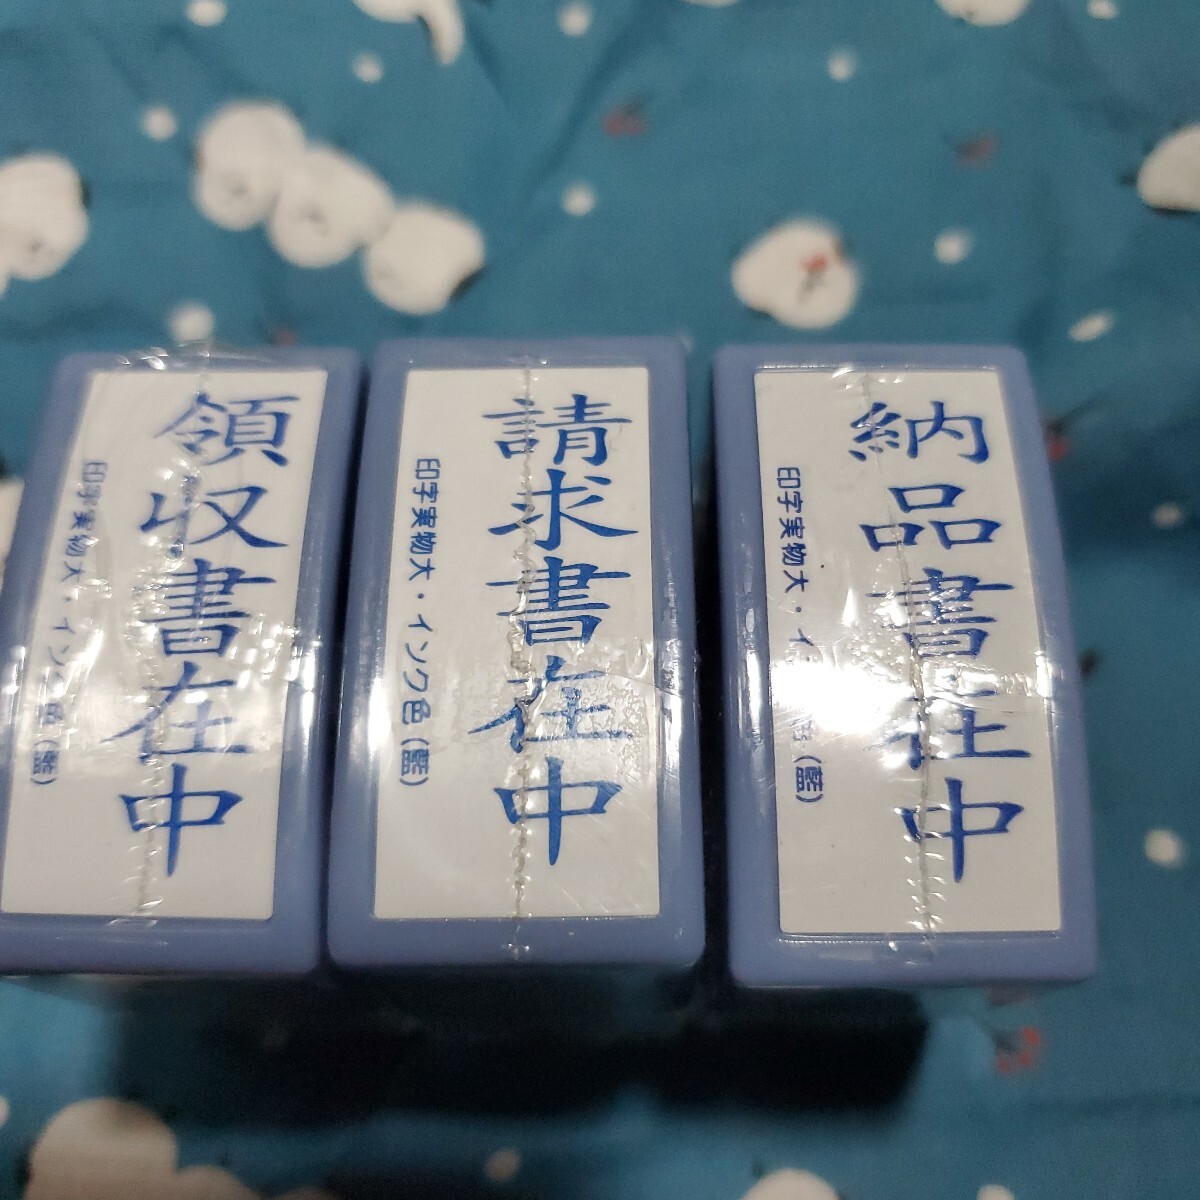 領収書在中
印字実物大・インク色(藍)
請求書在中
印字実物大・インク色(藍)
納品書在中
印字実物大・イ
(藍)